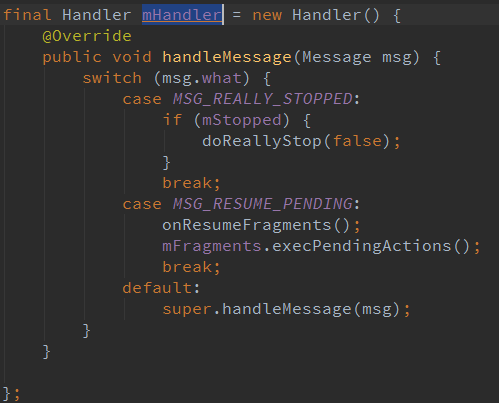 final Handler mHandler = new Handler() {
    @Override
    public void handleMessage(Message msg) {
        switch (msg.what) {
            case MSG_REALLY_STOPPED:
                if (mStopped) {
                    doReallyStop(false);
                }
                break;
            case MSG_RESUME_PENDING:
                onResumeFragments();
                mFragments.execPendingActions();
                break;
            default:
                super.handleMessage(msg);
        }
    }

};